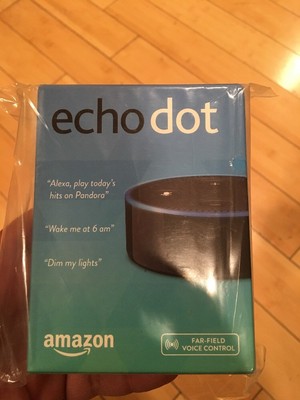 echo dot
"Alexa, play today's
hits on Pandora"
"Wake me at 6 am"
"Dim my lights"
amazon
FAR-FIELD
VOICE CONTROL